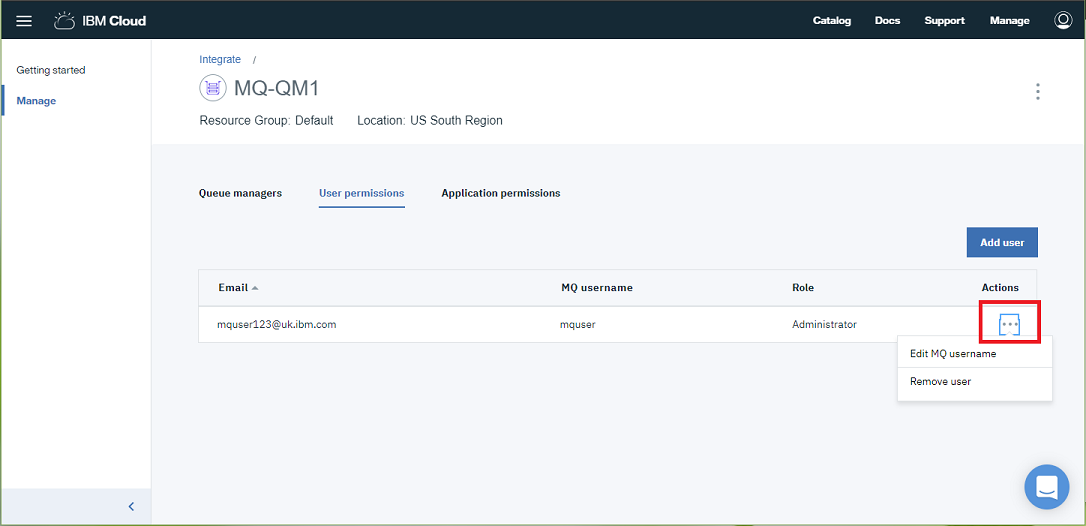 IBM Cloud
Catalog Docs Support Manage
Getting started
Manage
Integrate /
MQ-QM1
Resource Group: Default Location: US South Region
Queue managers User permissions Application permissions
Add user
Email MQ username Role Actions
mquser123@uk.ibm.com mquser Administrator
Edit MQ username
Remove user